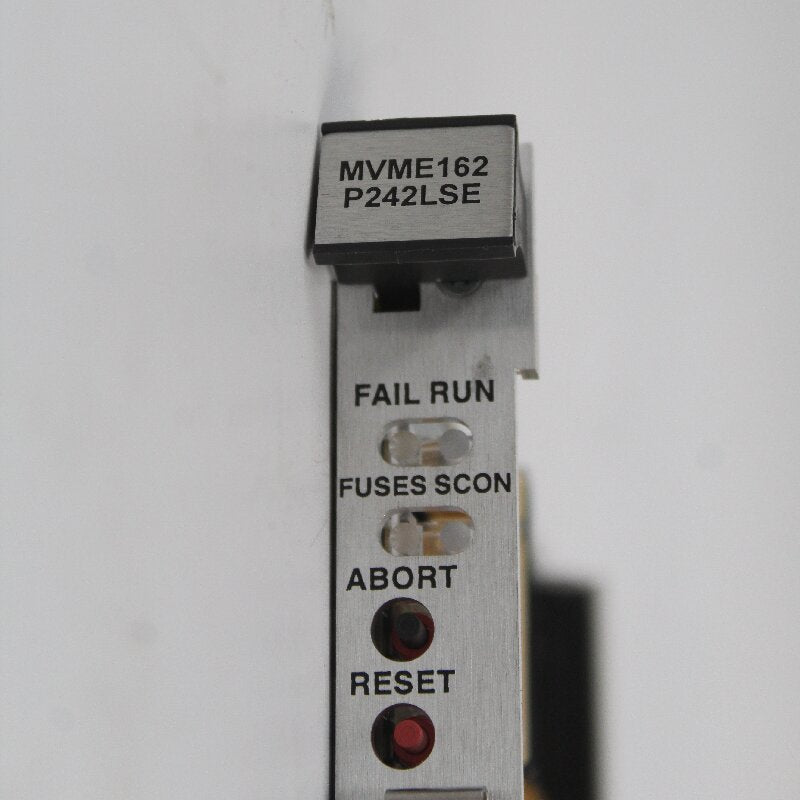 MVME162
P242LSE
FAIL RUN
FUSES SCON
ABORT
RESET